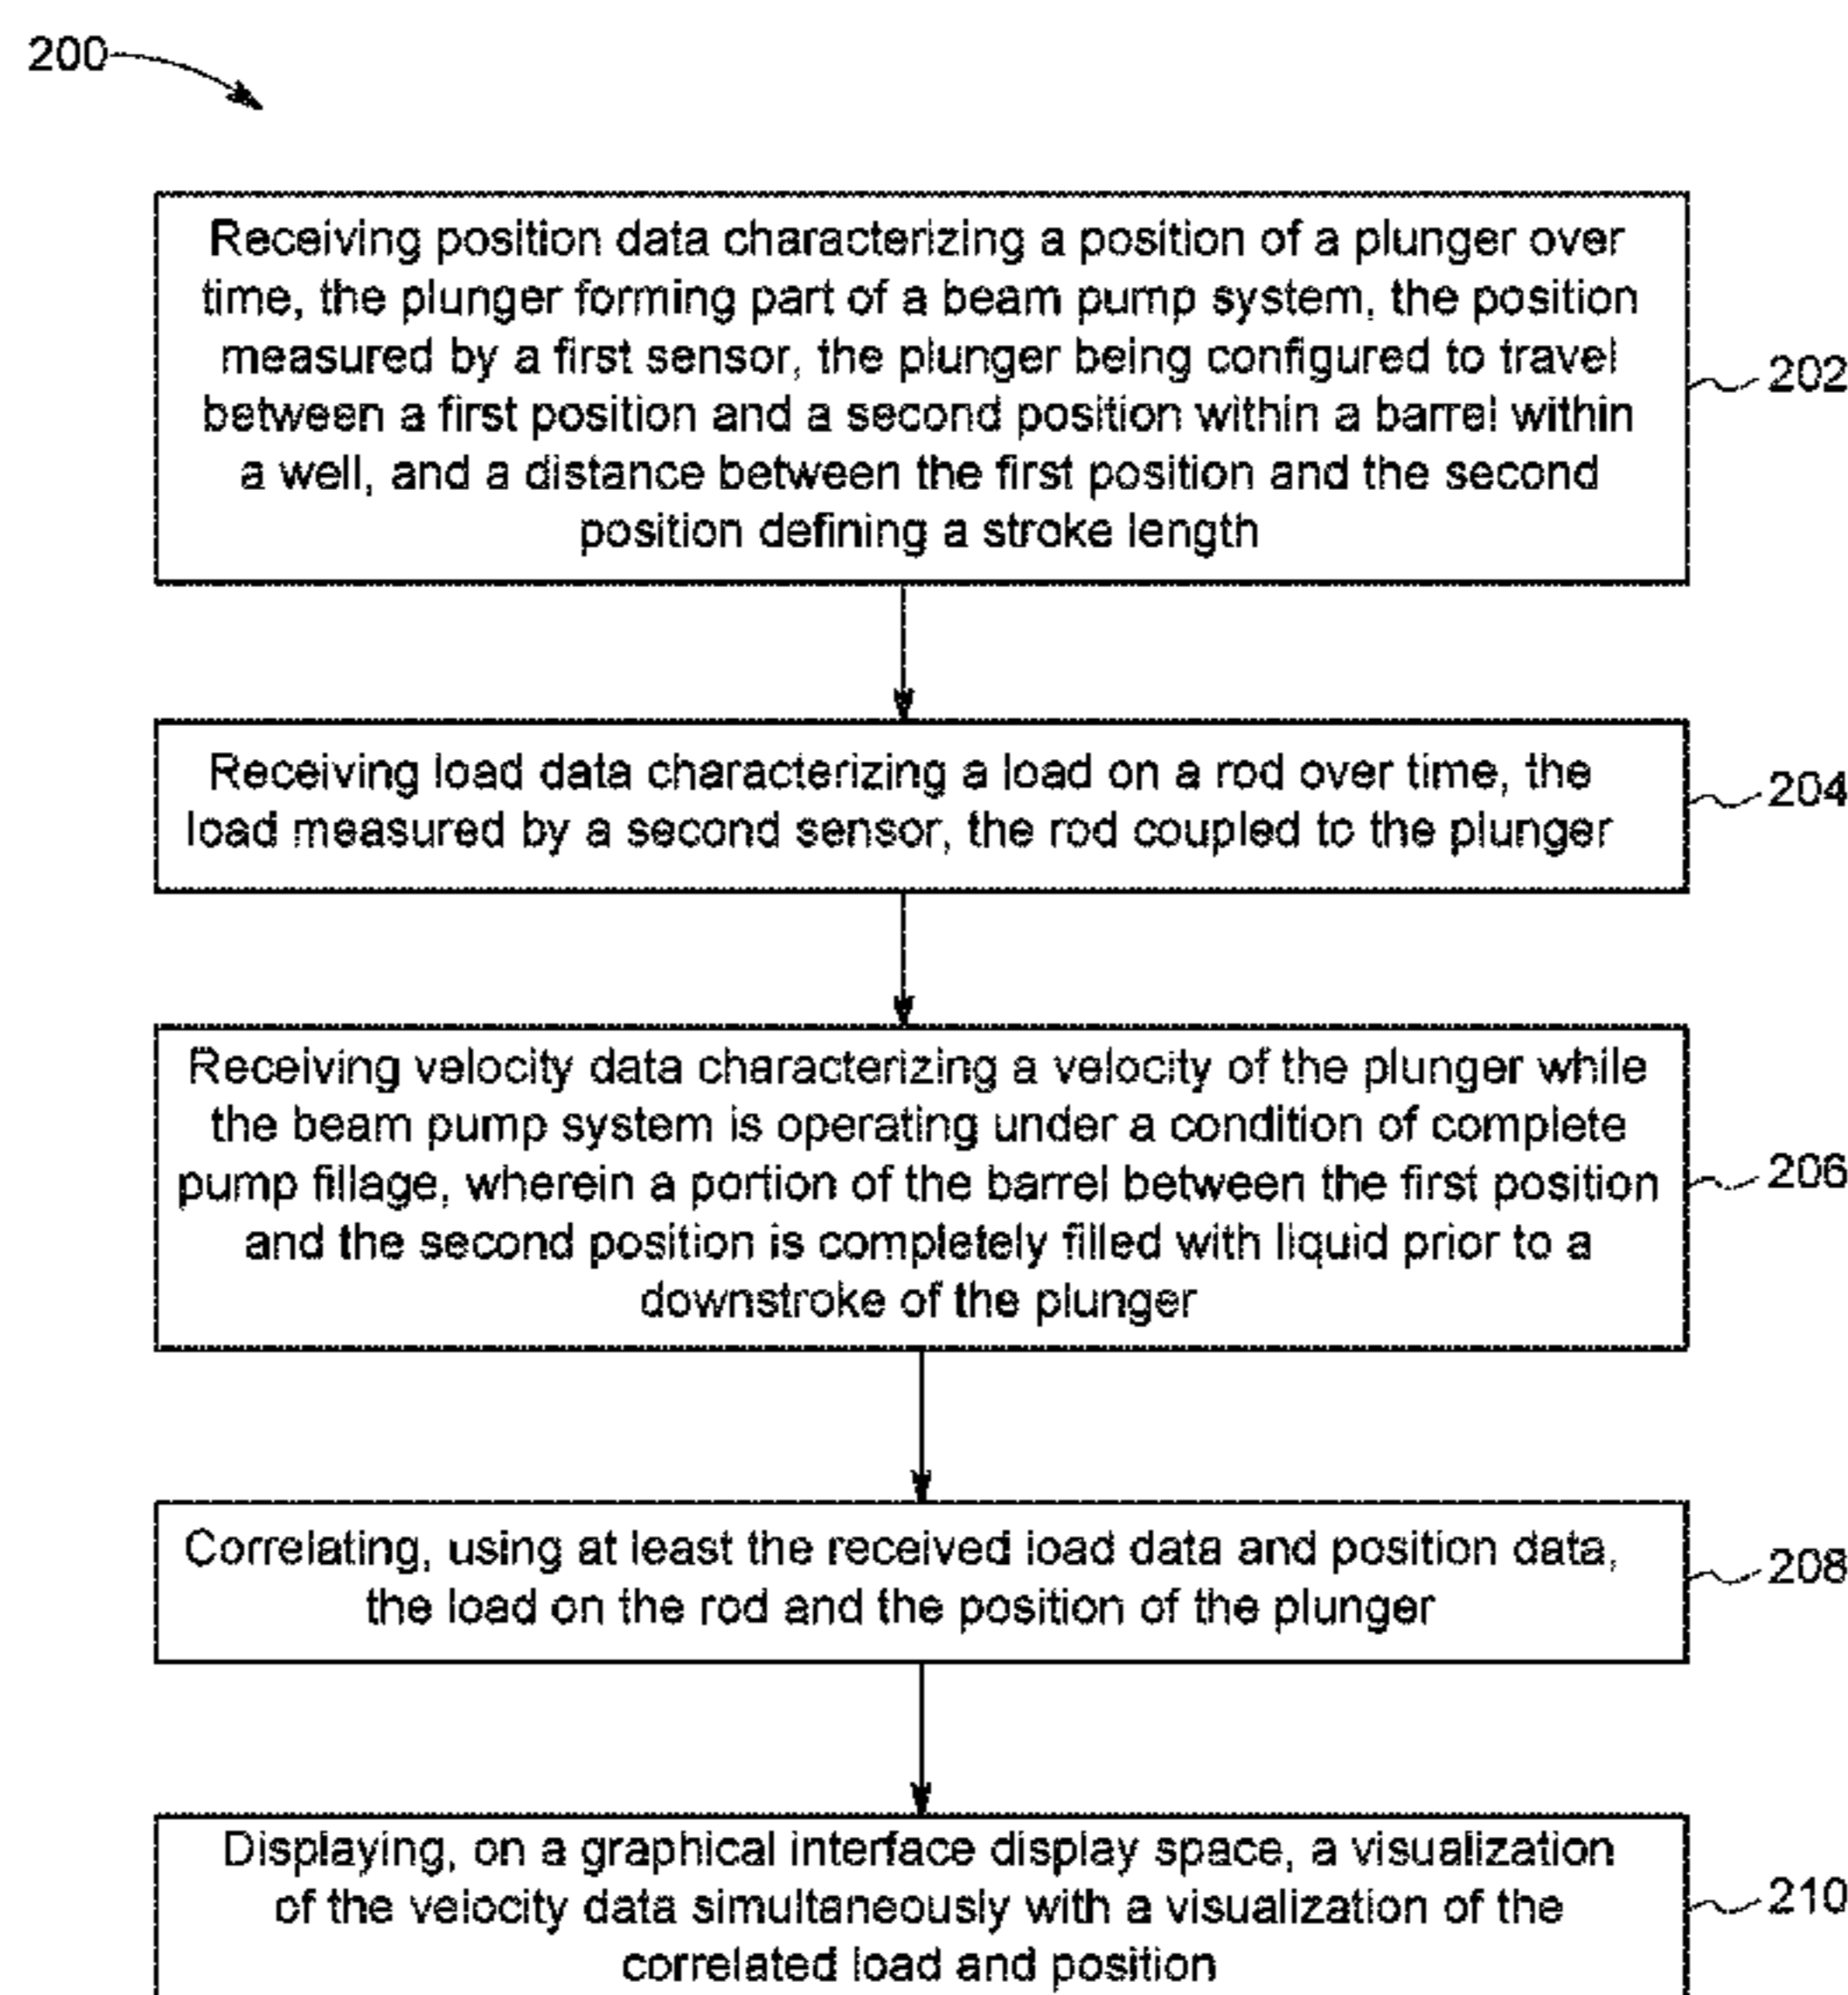 200
Receiving position data characterizing a position of a plunger over
time, the plunger forming part of a beam pump system, the position
measured by a first sensor, the plunger being configured to travel
between a first position and a second position within a barrel within
a well, and a distance between the first position and the second
position defining a stroke length
202
Receiving load data characterizing a load on a rod over time, the
load measured by a second sensor, the rod coupled to the plunger
204
Receiving velocity data characterizing a velocity of the plunger while
the beam pump system is operating under a condition of complete
pump fillage, wherein a portion of the barrel between the first position
and the second position is completely filled with liquid prior to a
downstroke of the plunger
206
Correlating, using at least the received load data and position data,
the load on the rod and the position of the plunger
208
Displaying, on a graphical interface display space, a visualization
of the velocity data simultaneously with a visualization of the
correlated load and position
210